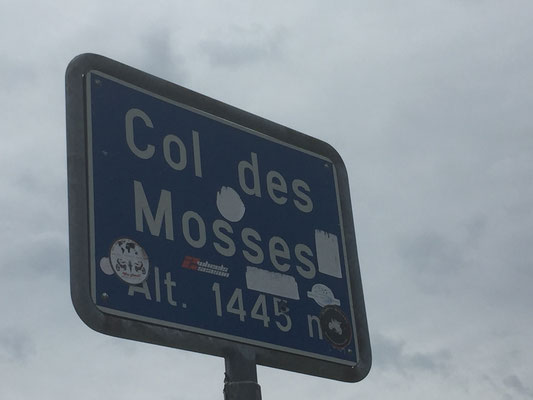 Col des
Mosses
Alt. 1445 m